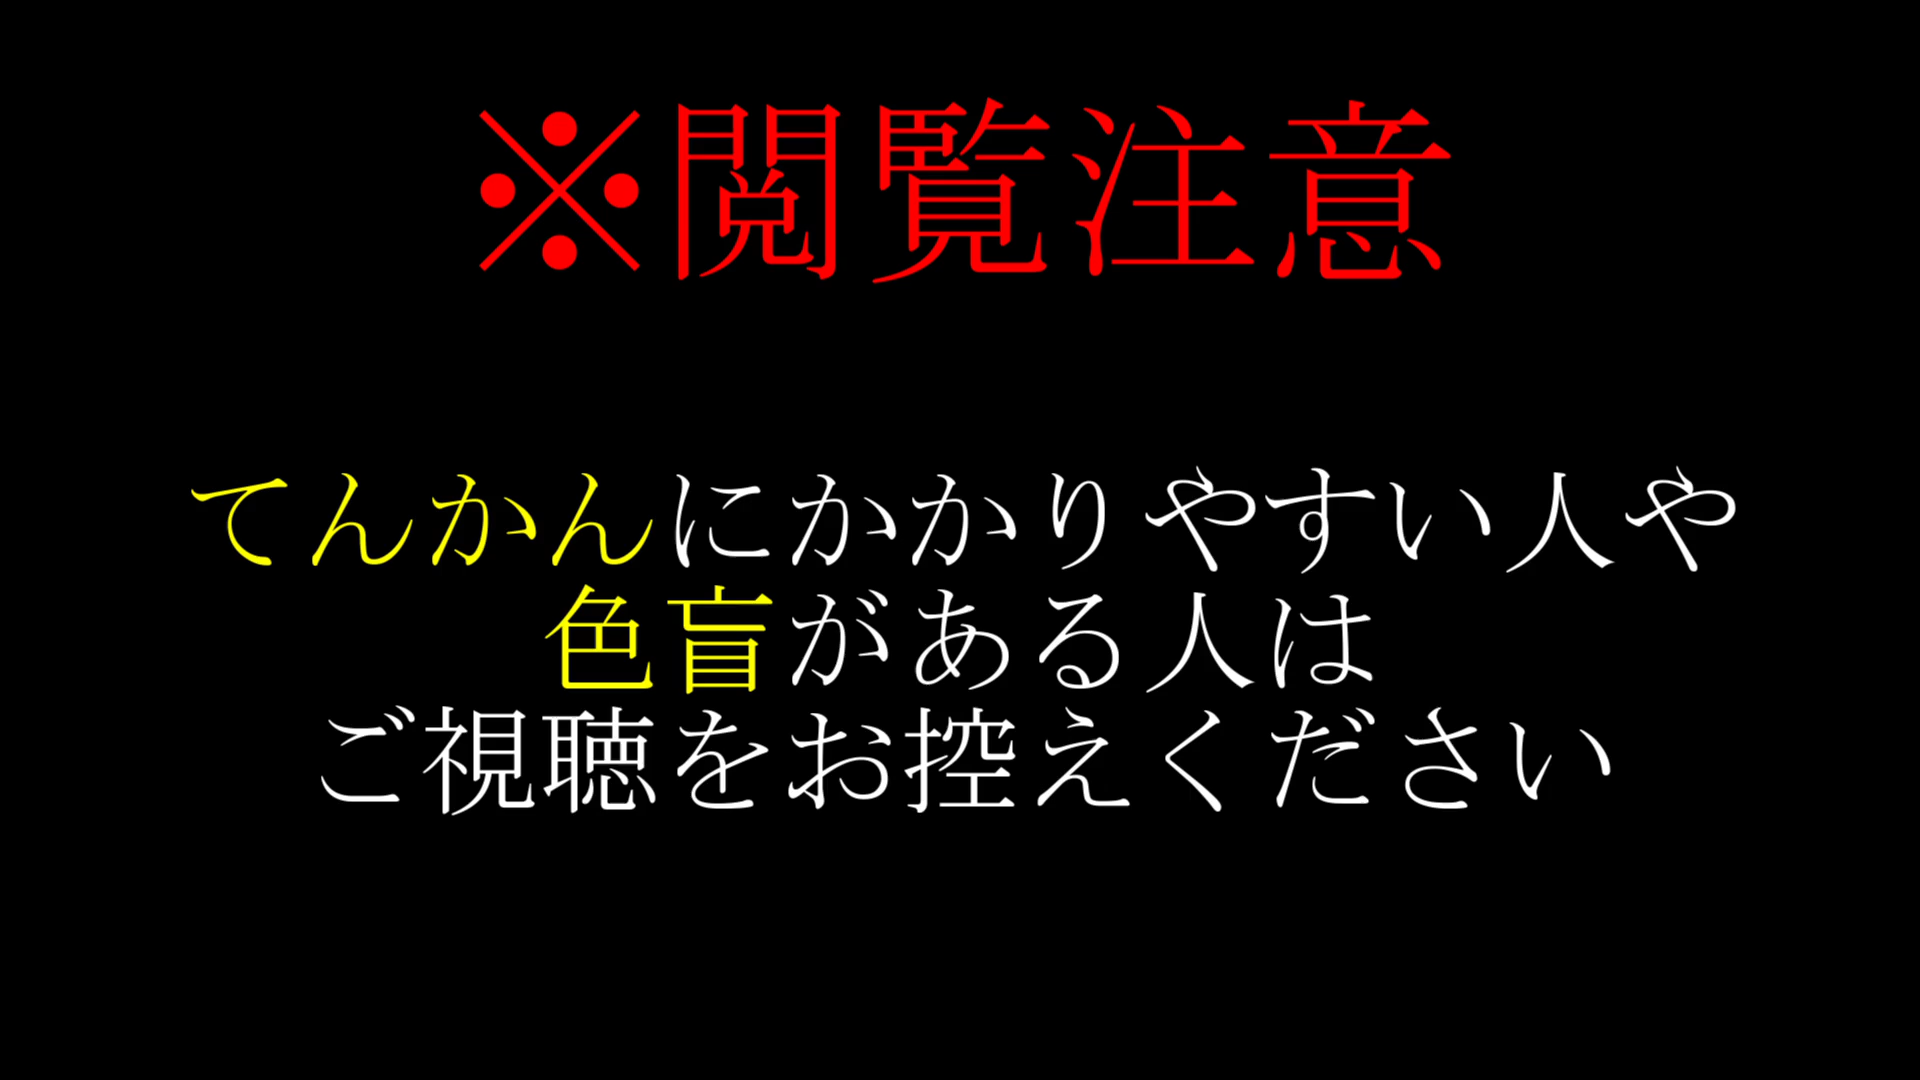 ※閲覧注意
てんかんにかかりやすい人や
色盲がある人は
ご視聴をお控えください